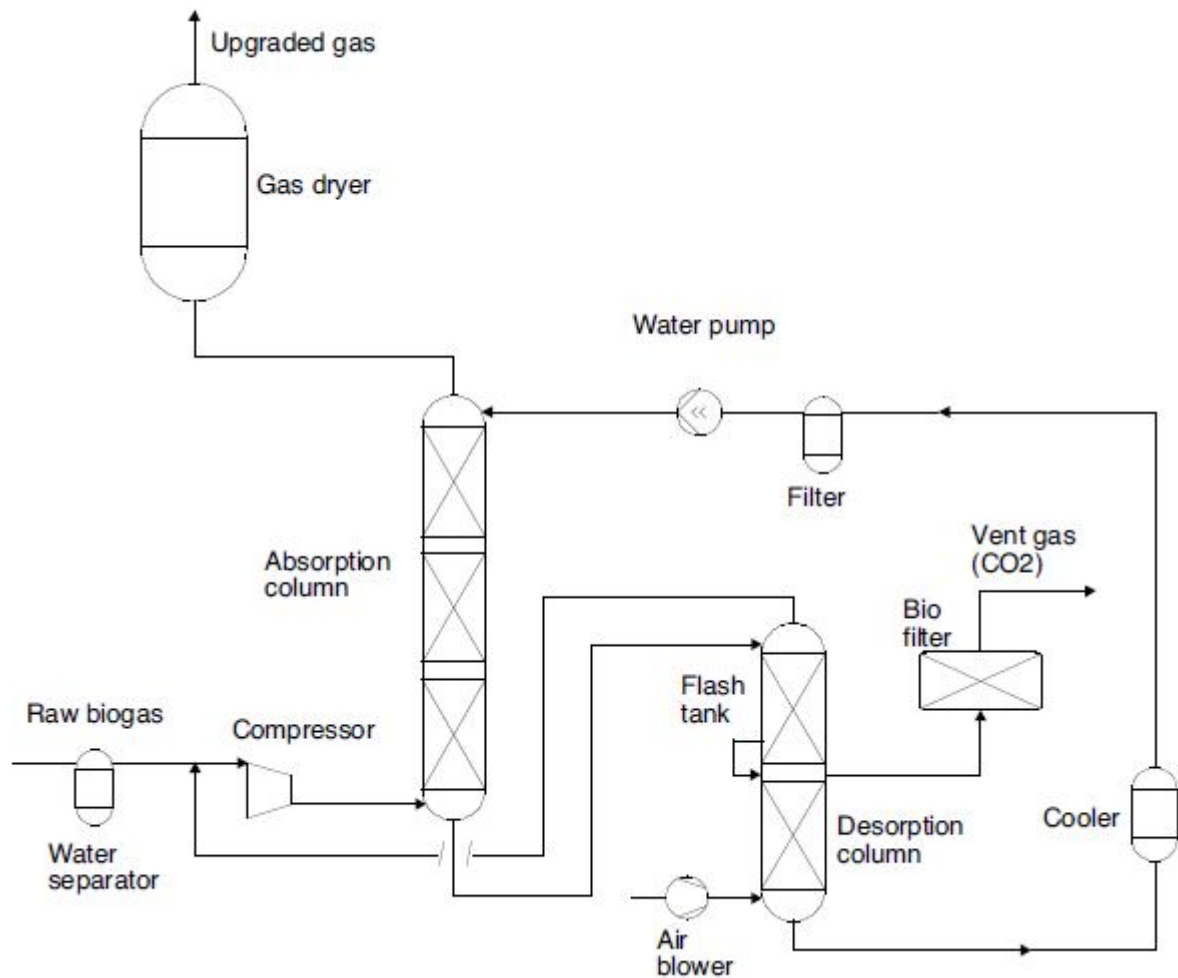 Upgraded gas
Gas dryer
Water pump
Filter
Absorption
column
Vent gas
(CO2)
Bio
filter
Flash
tank
Raw biogas
Compressor
Desorption
column
Cooler
Water
separator
Air
blower